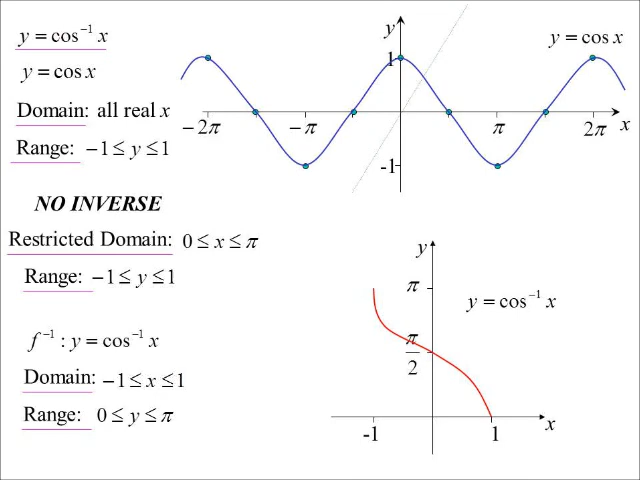 y = cos⁻¹ x
y = cos x
Domain: all real x
Range: −1 ≤ y ≤ 1
NO INVERSE
Restricted Domain: 0 ≤ x ≤ π
Range: −1 ≤ y ≤ 1
f⁻¹ : y = cos⁻¹ x
Domain: −1 ≤ x ≤ 1
Range: 0 ≤ y ≤ π
y
1
y = cos x
−2π −π π 2π x
-1
y
π
y = cos⁻¹ x
π/2
-1 1 x